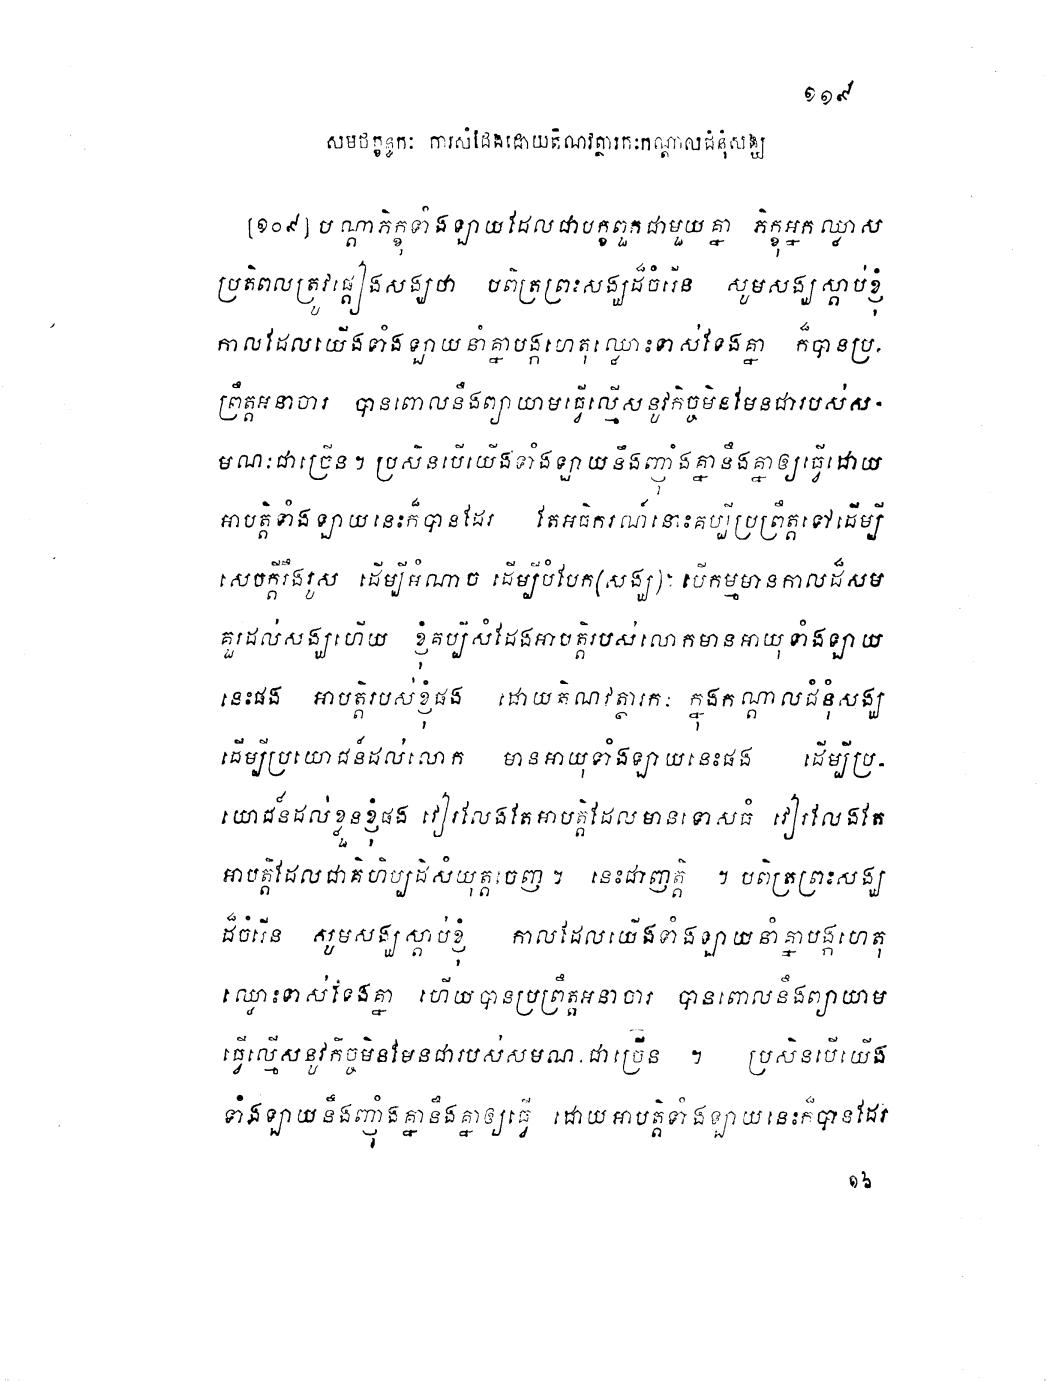 ១១៩
សមថក្ខន្ធកៈ ការសំដែងដោយតិណវត្ថារកៈកណ្តាលជំនុំសង្ឃ
[១០៩] បណ្តាភិក្ខុទាំងឡាយដែលជាបក្ខពួកជាមួយគ្នា ភិក្ខុអ្នកឈ្លាស
ប្រតិពលត្រូវផ្តៀងសង្ឃថា បពិត្រព្រះសង្ឃដ៏ចំរើន សូមសង្ឃស្តាប់ខ្ញុំ
កាលដែលយើងទាំងឡាយនាំគ្នាបង្កហេតុឈ្លោះទាស់ទែងគ្នា ក៏បានប្រ-
ព្រឹត្តអនាចារ បានពោលនឹងព្យាយាមធ្វើល្មើសនូវកិច្ចមិនមែនជារបស់ស-
មណៈជាច្រើន។ ប្រសិនបើយើងទាំងឡាយនឹងញ៉ាំងគ្នានឹងគ្នាឲ្យធ្វើដោយ
អាបត្តិទាំងឡាយនេះក៏បានដែរ តែអធិករណ៍នោះគប្បីប្រព្រឹត្តទៅដើម្បី
សេចក្តីរឹងរូស ដើម្បីអំណាច ដើម្បីបំបែក(សង្ឃ)ៈ បើកម្មមានកាលដ៏សម
គួរដល់សង្ឃហើយ ខ្ញុំគប្បីសំដែងអាបត្តិរបស់លោកមានអាយុទាំងឡាយ
នេះផង អាបត្តិរបស់ខ្ញុំផង ដោយតិណវត្ថារកៈ ក្នុងកណ្តាលជំនុំសង្ឃ
ដើម្បីប្រយោជន៍ដល់លោក មានអាយុទាំងឡាយនេះផង ដើម្បីប្រ-
យោជន៍ដល់ខ្លួនខ្ញុំផង វៀរលែងតែអាបត្តិដែលមានទោសធំ វៀរលែងតែ
អាបត្តិដែលជាគិហិប្បដិសំយុត្តចេញ។ នេះជាញត្តិ ។ បពិត្រព្រះសង្ឃ
ដ៏ចំរើន សូមសង្ឃស្តាប់ខ្ញុំ កាលដែលយើងទាំងឡាយនាំគ្នាបង្កហេតុ
ឈ្លោះទាស់ទែងគ្នា ហើយបានប្រព្រឹត្តអនាចារ បានពោលនឹងព្យាយាម
ធ្វើល្មើសនូវកិច្ចមិនមែនជារបស់សមណៈជាច្រើន ។ ប្រសិនបើយើង
ទាំងឡាយនឹងញ៉ាំងគ្នានឹងគ្នាឲ្យធ្វើ ដោយអាបត្តិទាំងឡាយនេះក៏បានដែរ
១៦